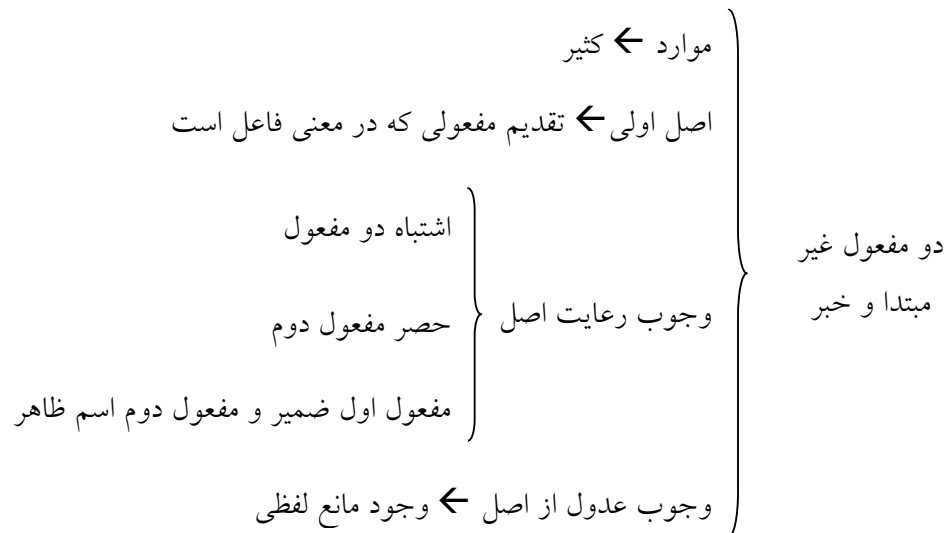 دو مفعول غیر
مبتدا و خبر
موارد ← کثیر
اصل اولی ← تقدیم مفعولی که در معنی فاعل است
وجوب رعایت اصل
اشتباه دو مفعول
حصر مفعول دوم
مفعول اول ضمیر و مفعول دوم اسم ظاهر
وجوب عدول از اصل ← وجود مانع لفظی